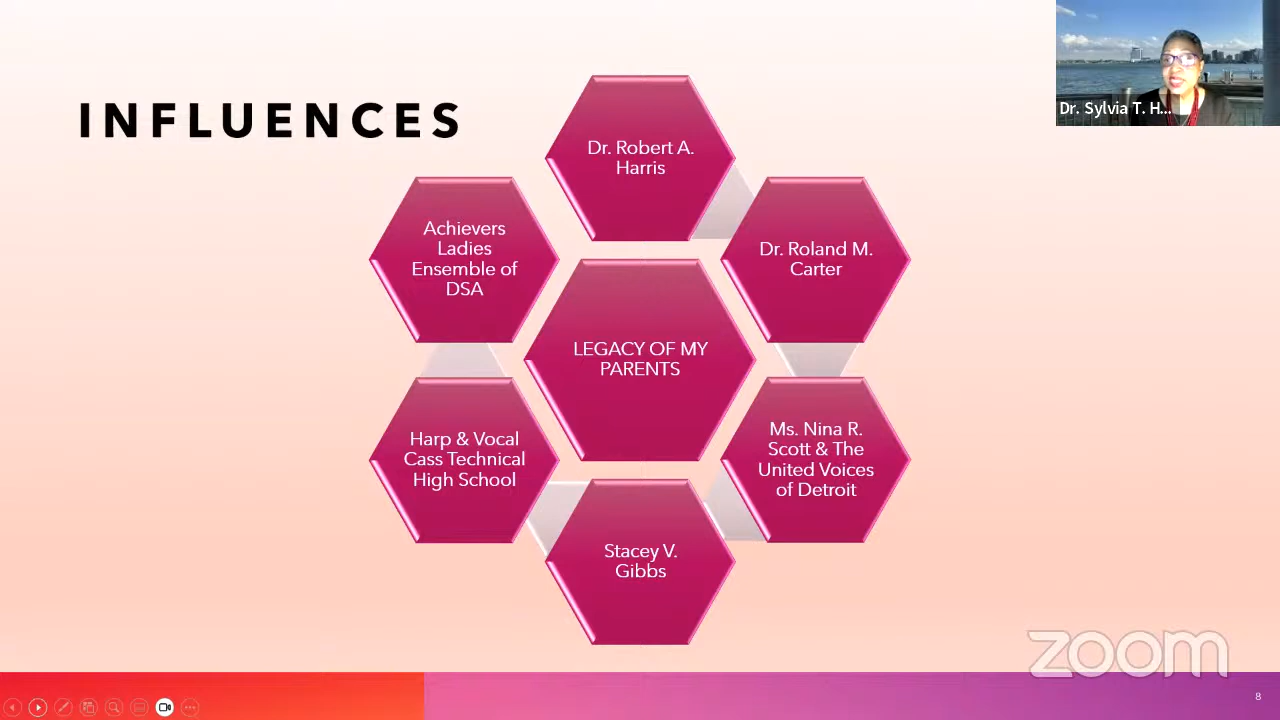 INFLUENCES
Dr. Robert A.
Harris
Dr. Roland M.
Carter
Ms. Nina R.
Scott & The
United Voices
of Detroit
Stacey V.
Gibbs
Harp & Vocal
Cass Technical
High School
Achievers
Ladies
Ensemble of
DSA
LEGACY OF MY
PARENTS
Dr. Sylvia T. H...
zoom
8